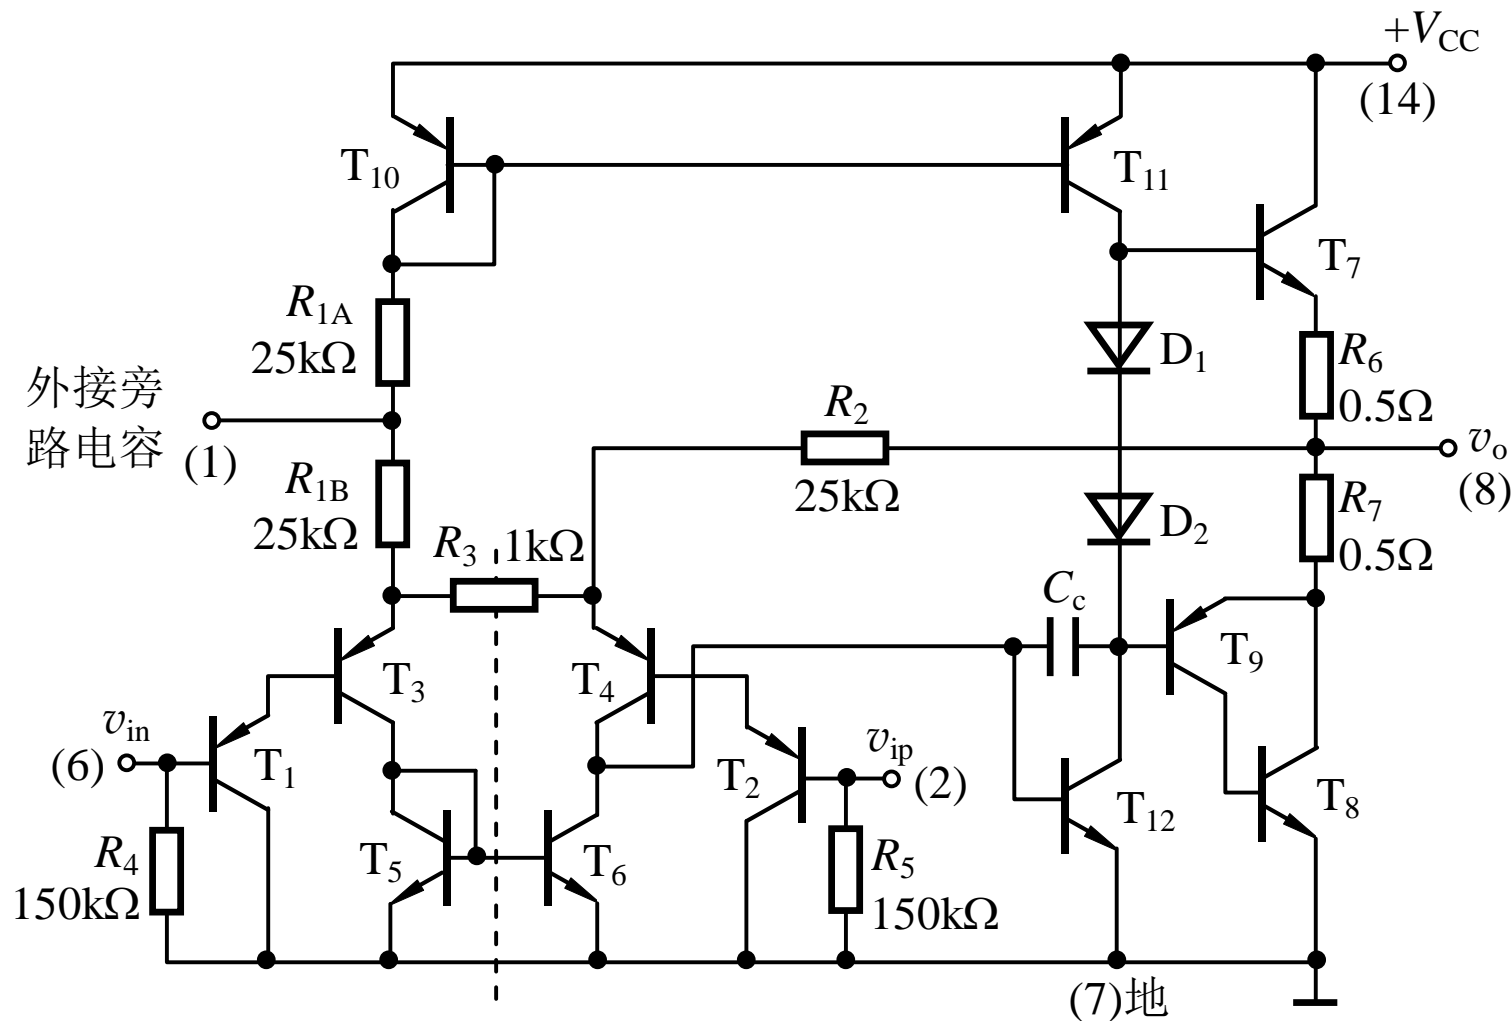 +VCC
(14)
T10
T11
T7
R1A
25kΩ
D1
R6
0.5Ω
外接旁
路电容
(1)
R2
25kΩ
vo
(8)
R1B
25kΩ
R3
1kΩ
D2
R7
0.5Ω
Cc
T3
T4
T9
vin
(6)
T1
T2
vip
(2)
T12
T8
R4
150kΩ
T5
T6
R5
150kΩ
(7)地